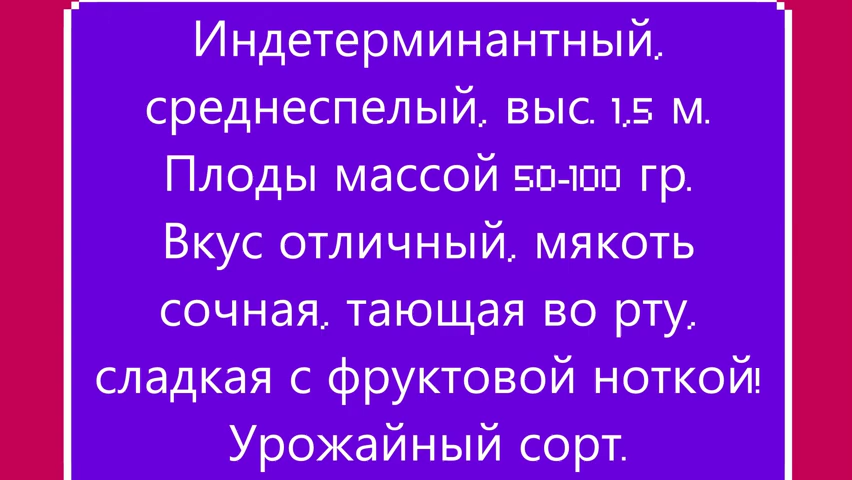 Индетерминантный,
среднеспелый, выс. 1,5 м.
Плоды массой 50-100 гр.
Вкус отличный, мякоть
сочная, тающая во рту,
сладкая с фруктовой ноткой!
Урожайный сорт.